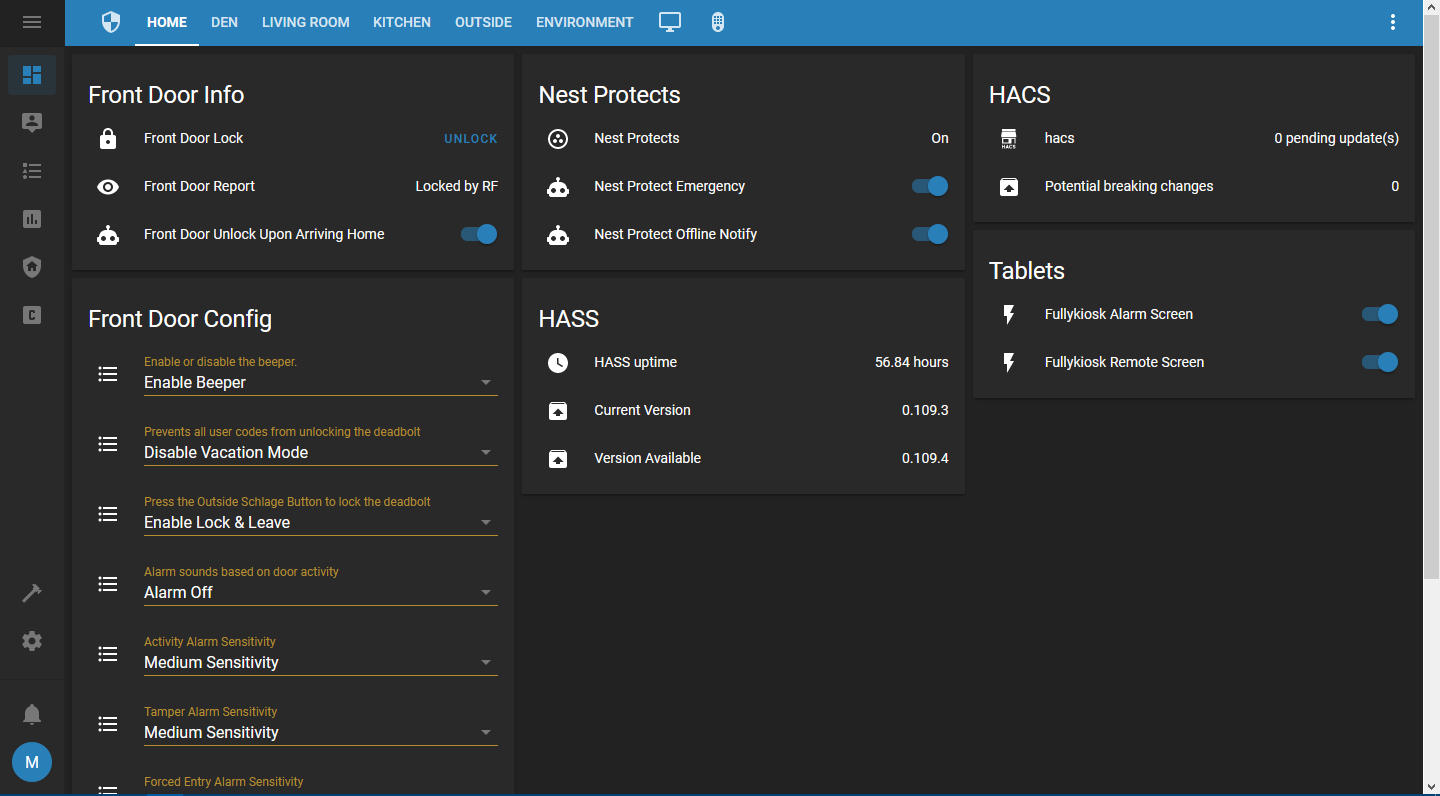 HOME DEN LIVING ROOM KITCHEN OUTSIDE ENVIRONMENT
Front Door Info
Front Door Lock UNLOCK
Front Door Report Locked by RF
Front Door Unlock Upon Arriving Home
Front Door Config
Enable or disable the beeper.
Enable Beeper
Prevents all user codes from unlocking the deadbolt
Disable Vacation Mode
Press the Outside Schlage Button to lock the deadbolt
Enable Lock & Leave
Alarm sounds based on door activity
Alarm Off
Activity Alarm Sensitivity
Medium Sensitivity
Tamper Alarm Sensitivity
Medium Sensitivity
Forced Entry Alarm Sensitivity
Nest Protects
Nest Protects On
Nest Protect Emergency
Nest Protect Offline Notify
HASS
HASS uptime 56.84 hours
Current Version 0.109.3
Version Available 0.109.4
HACS
HACS
hacs 0 pending update(s)
Potential breaking changes 0
Tablets
Fullykiosk Alarm Screen
Fullykiosk Remote Screen
C
M